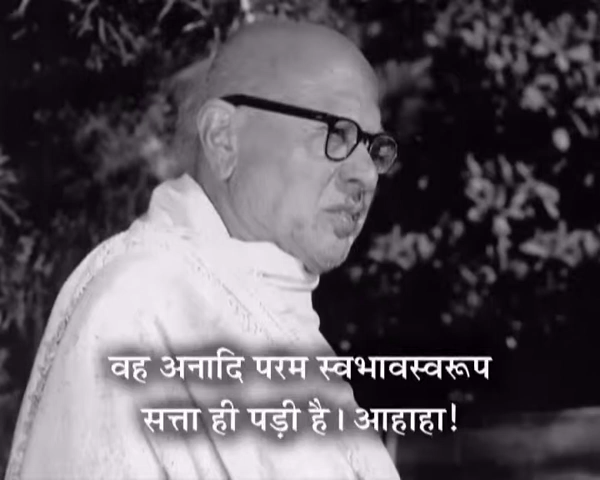 वह अनादि परम स्वभावस्वरूप
सत्ता ही पड़ी है। आहाहा!